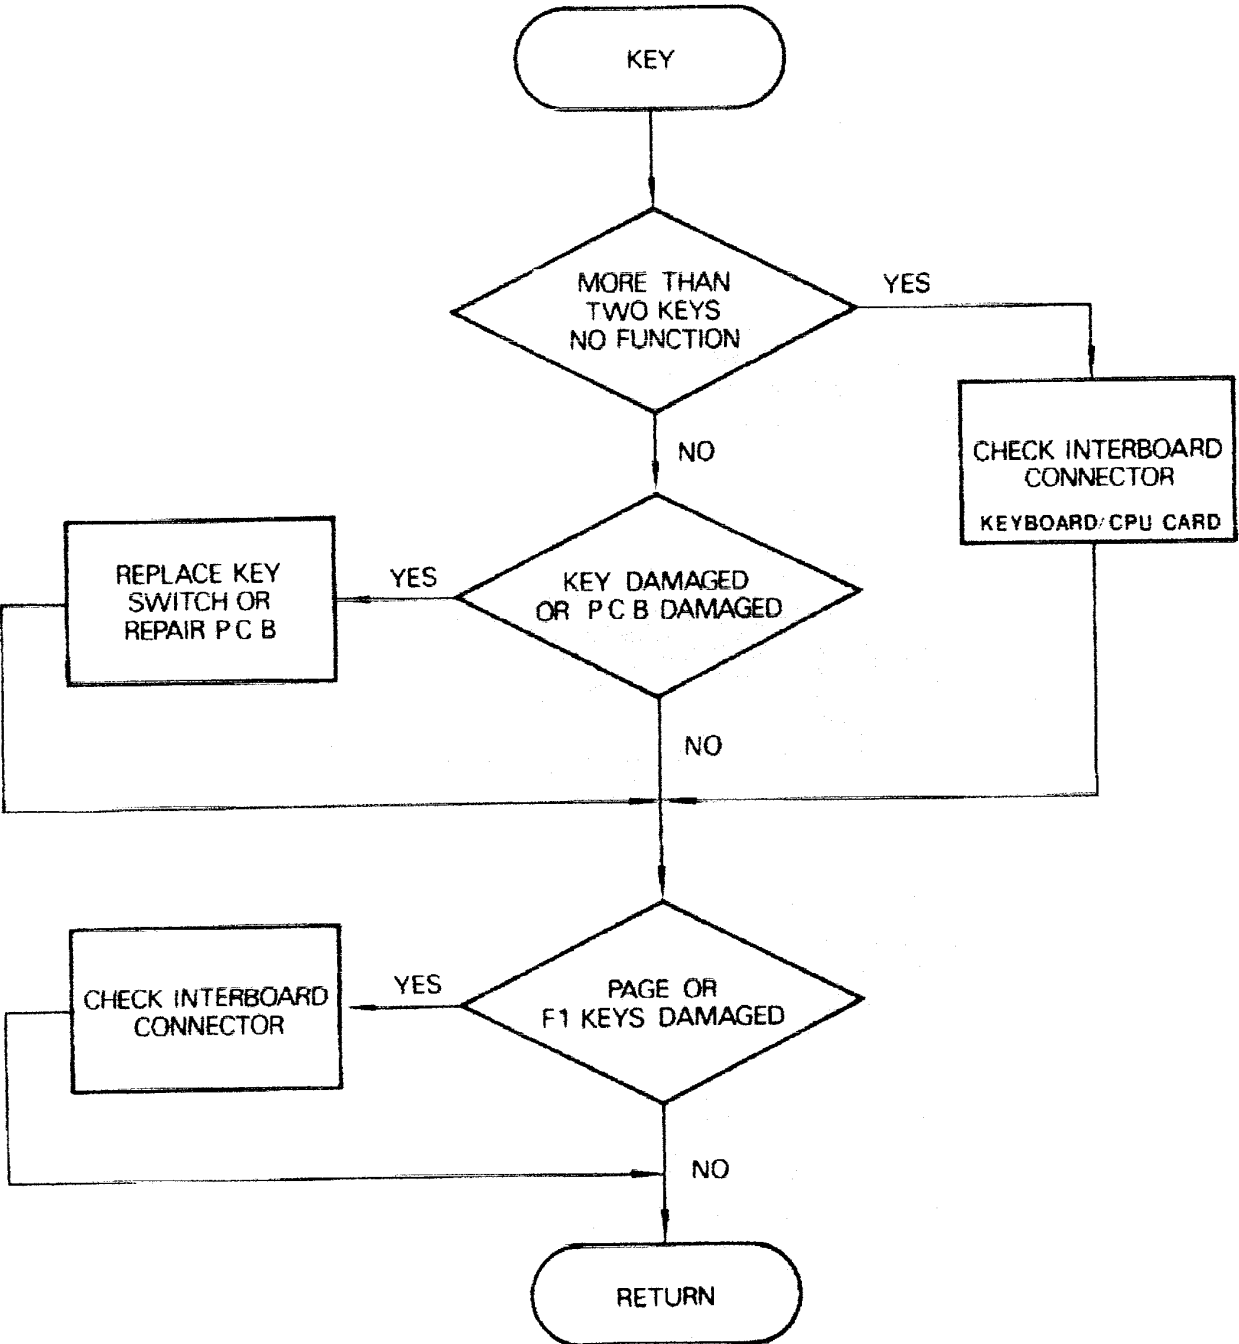 KEY
MORE THAN
TWO KEYS
NO FUNCTION
YES
NO
CHECK INTERBOARD
CONNECTOR
KEYBOARD/CPU CARD
KEY DAMAGED
OR P C B DAMAGED
YES
REPLACE KEY
SWITCH OR
REPAIR P C B
NO
PAGE OR
F1 KEYS DAMAGED
YES
CHECK INTERBOARD
CONNECTOR
NO
RETURN